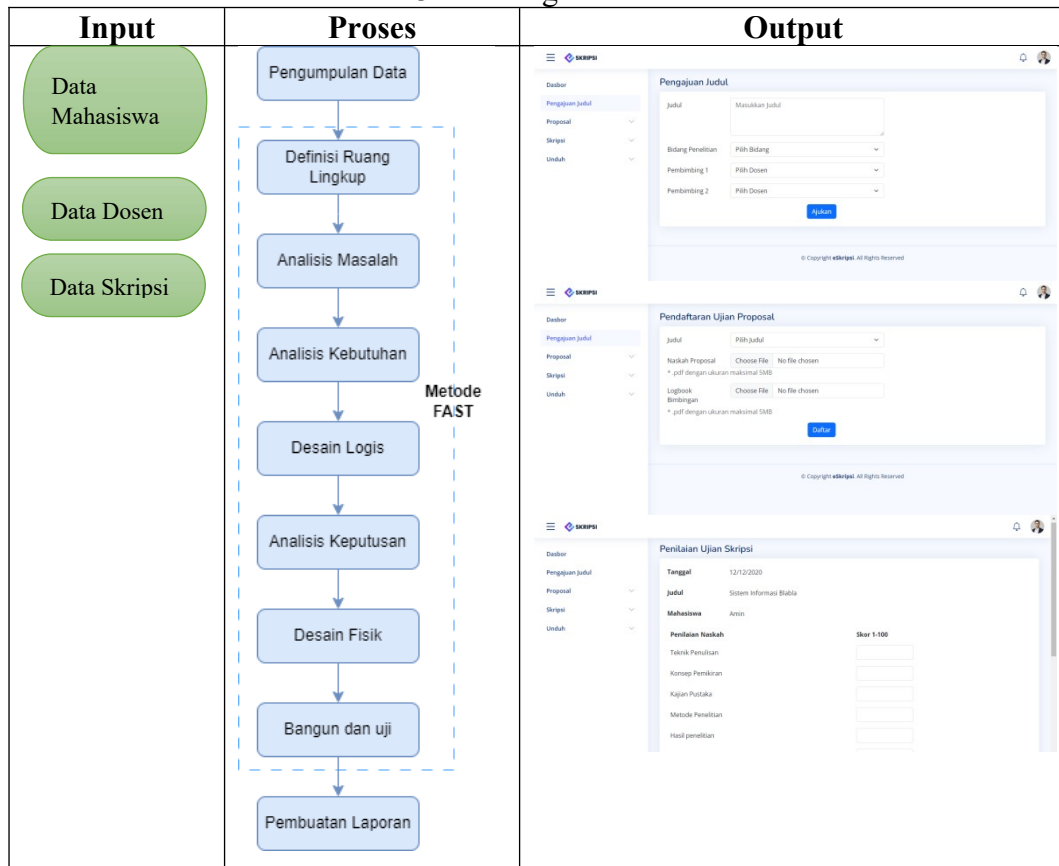 Input
Proses
Output
Data
Mahasiswa
Data Dosen
Data Skripsi
Pengumpulan Data
Definisi Ruang
Lingkup
Analisis Masalah
Analisis Kebutuhan
Metode
FAST
Desain Logis
Analisis Keputusan
Desain Fisik
Bangun dan uji
Pembuatan Laporan
SKRIPSI
Dasbor
Pengajuan Judul
Proposal
Skripsi
Unduh
Pengajuan Judul
Judul
Masukkan Judul
Bidang Penelitian
Pilih Bidang
Pembimbing 1
Pilih Dosen
Pembimbing 2
Pilih Dosen
Ajukan
© Copyright eSkripsi. All Rights Reserved
SKRIPSI
Dasbor
Pengajuan Judul
Proposal
Skripsi
Unduh
Pendaftaran Ujian Proposal
Judul
Pilih Judul
Naskah Proposal
Choose File No file chosen
* .pdf dengan ukuran maksimal 5MB
Logbook
Bimbingan
Choose File No file chosen
* .pdf dengan ukuran maksimal 5MB
Daftar
© Copyright eSkripsi. All Rights Reserved
SKRIPSI
Dasbor
Pengajuan Judul
Proposal
Skripsi
Unduh
Penilaian Ujian Skripsi
Tanggal 12/12/2020
Judul Sistem Informasi Blabla
Mahasiswa Amin
Penilaian Naskah Skor 1-100
Teknik Penulisan
Konsep Pemikiran
Kajian Pustaka
Metode Penelitian
Hasil penelitian